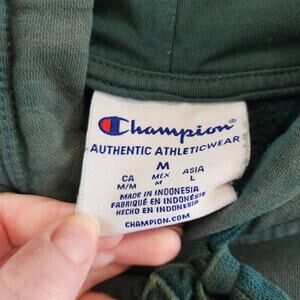 Champion
AUTHENTIC ATHLETICWEAR
M
CA MEX ASIA
M/M M L
MADE IN INDONESIA
FABRIQUÉ EN INDONÉSIE
HECHO EN INDONESIA
CHAMPION.COM